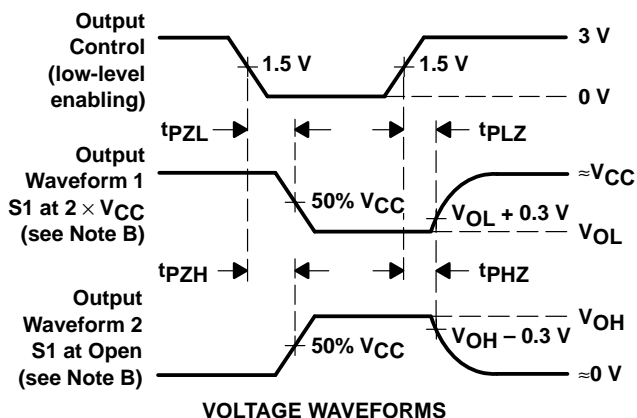 Output
Control
(low-level
enabling)
1.5 V
1.5 V
3 V
0 V
tPZL
tPLZ
Output
Waveform 1
S1 at 2 × VCC
(see Note B)
50% VCC
VOL + 0.3 V
≈VCC
VOL
tPZH
tPHZ
Output
Waveform 2
S1 at Open
(see Note B)
50% VCC
VOH – 0.3 V
VOH
≈0 V
VOLTAGE WAVEFORMS